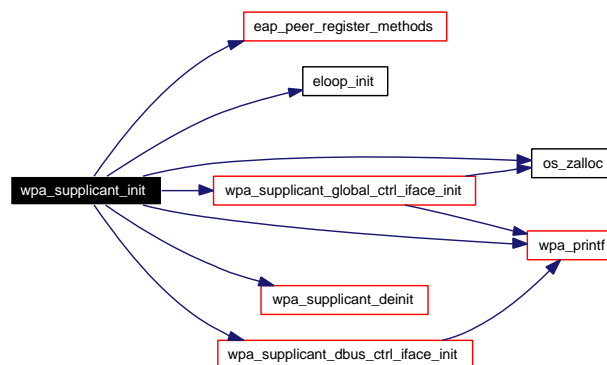 eap_peer_register_methods
eloop_init
os_zalloc
wpa_supplicant_init
wpa_supplicant_global_ctrl_iface_init
wpa_printf
wpa_supplicant_deinit
wpa_supplicant_dbus_ctrl_iface_init